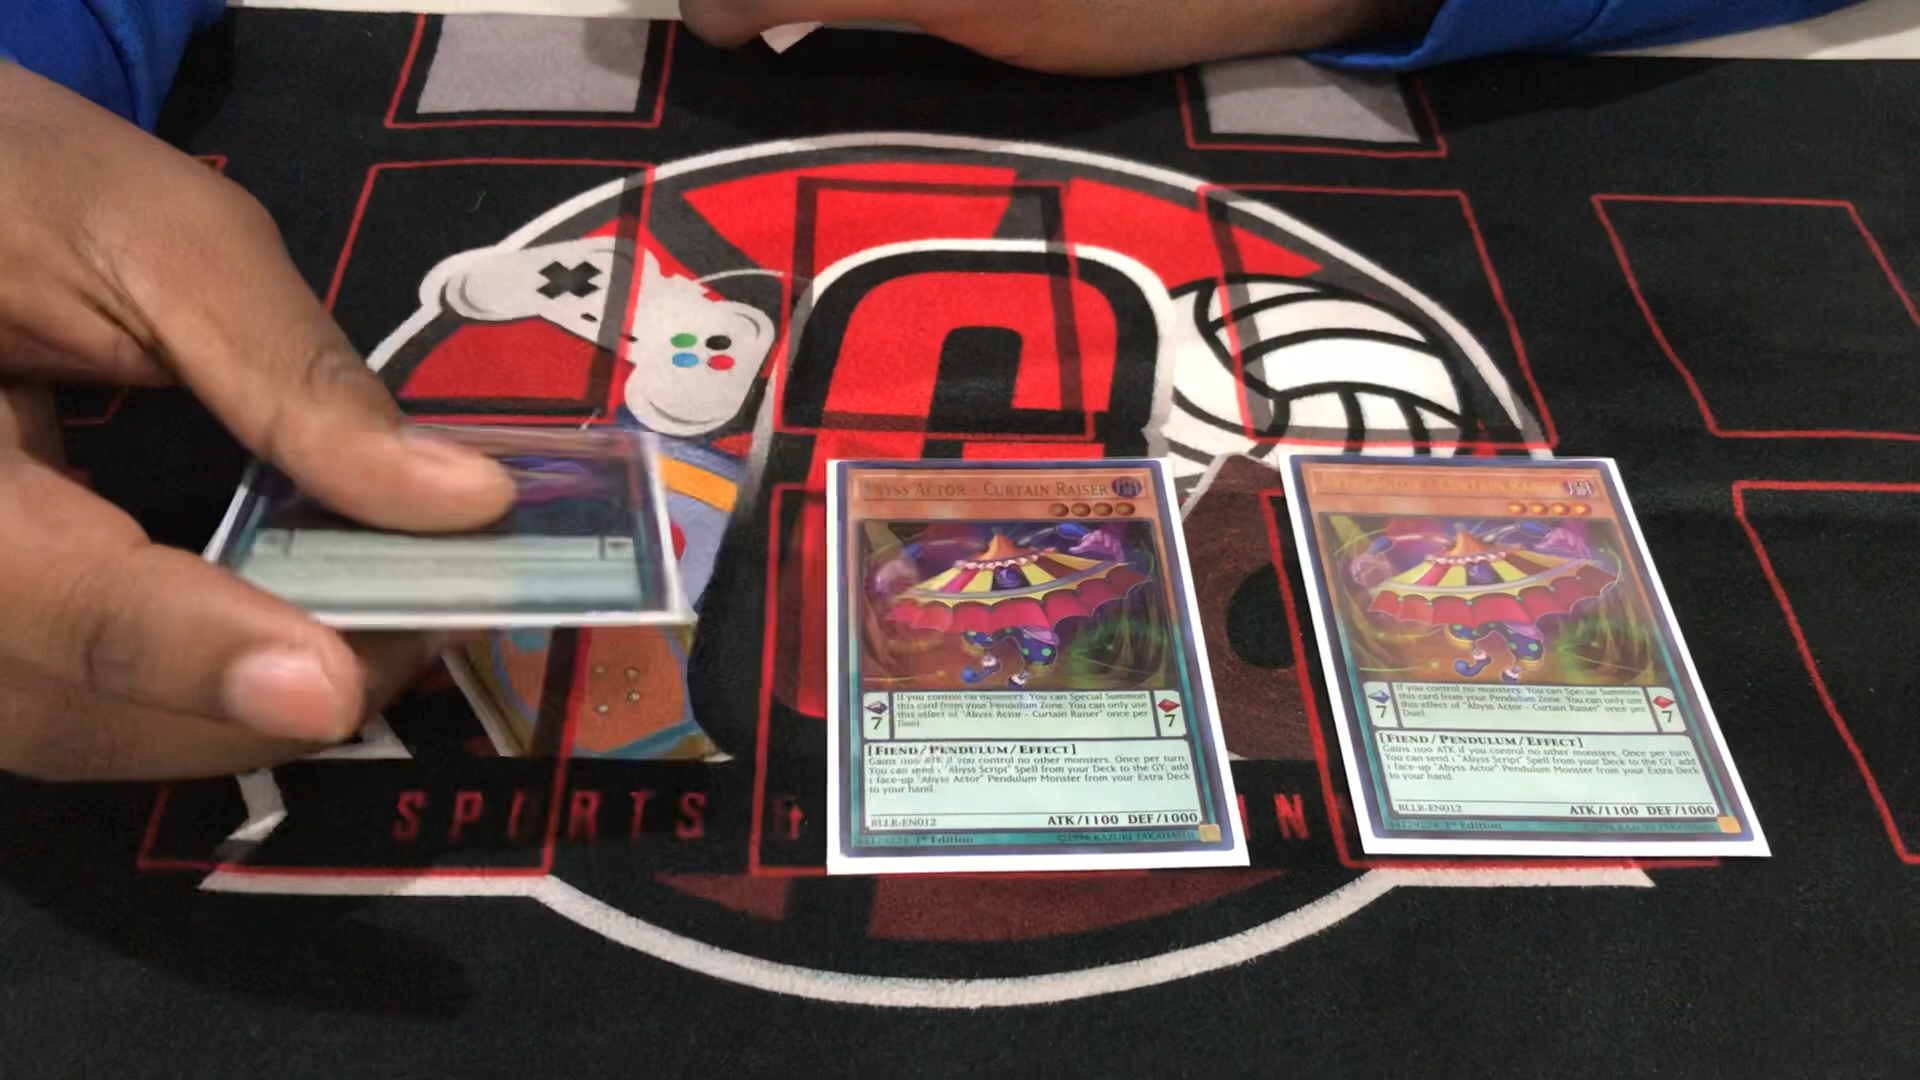 ABYSS ACTOR - CURTAIN RAISER
7
If you control no monsters: You can Special Summon
this card from your Pendulum Zone. You can only use
this effect of "Abyss Actor - Curtain Raiser" once per
Duel.
7
[FIEND/PENDULUM/EFFECT]
Gains 1100 ATK if you control no other monsters. Once per turn:
You can send 1 "Abyss Script" Spell from your Deck to the GY; add
1 face-up "Abyss Actor" Pendulum Monster from your Extra Deck
to your hand.
BLLR-EN012
ATK/1100 DEF/1000
1st Edition
©1996 KAZUKI TAKAHASHI
ABYSS ACTOR - CURTAIN RAISER
7
If you control no monsters: You can Special Summon
this card from your Pendulum Zone. You can only use
this effect of "Abyss Actor - Curtain Raiser" once per
Duel.
7
[FIEND/PENDULUM/EFFECT]
Gains 1100 ATK if you control no other monsters. Once per turn:
You can send 1 "Abyss Script" Spell from your Deck to the GY; add
1 face-up "Abyss Actor" Pendulum Monster from your Extra Deck
to your hand.
BLLR-EN012
ATK/1100 DEF/1000
1st Edition
©1996 KAZUKI TAKAHASHI
SPORTS